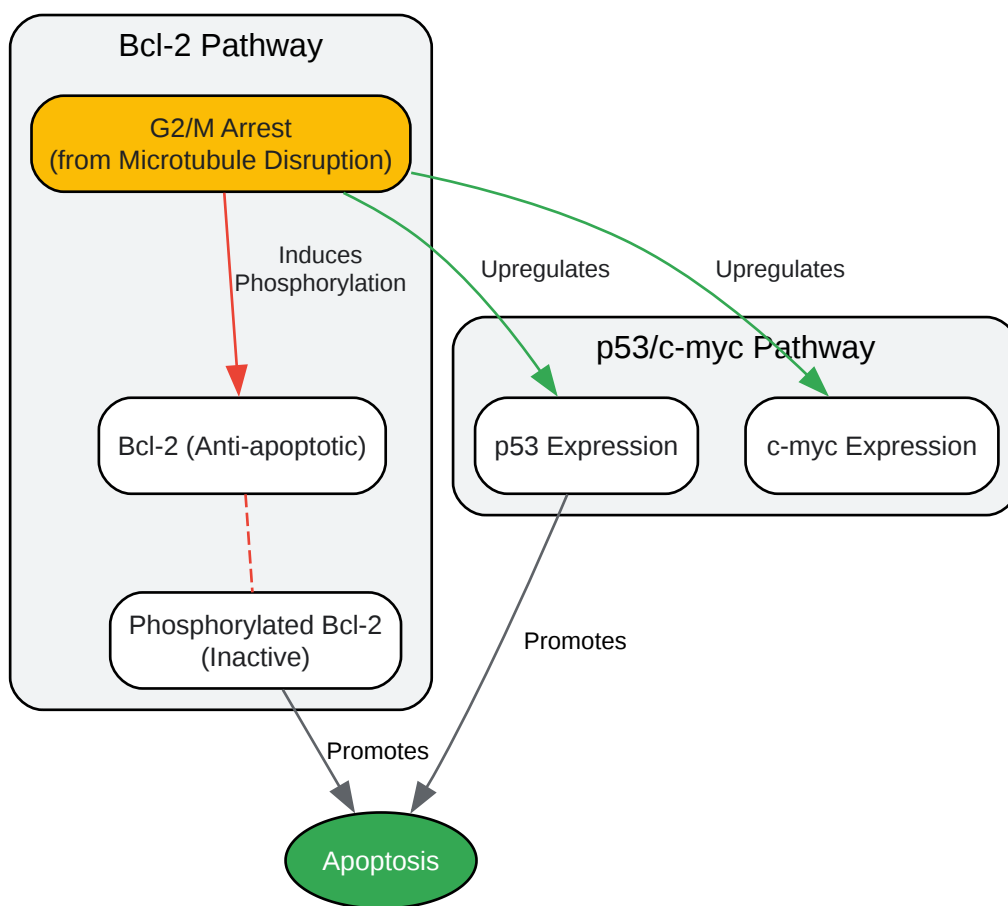 Bcl-2 Pathway
G2/M Arrest
(from Microtubule Disruption)
Induces
Phosphorylation
Upregulates
Upregulates
p53/c-myc Pathway
Bcl-2 (Anti-apoptotic)
p53 Expression
c-myc Expression
Phosphorylated Bcl-2
(Inactive)
Promotes
Promotes
Apoptosis